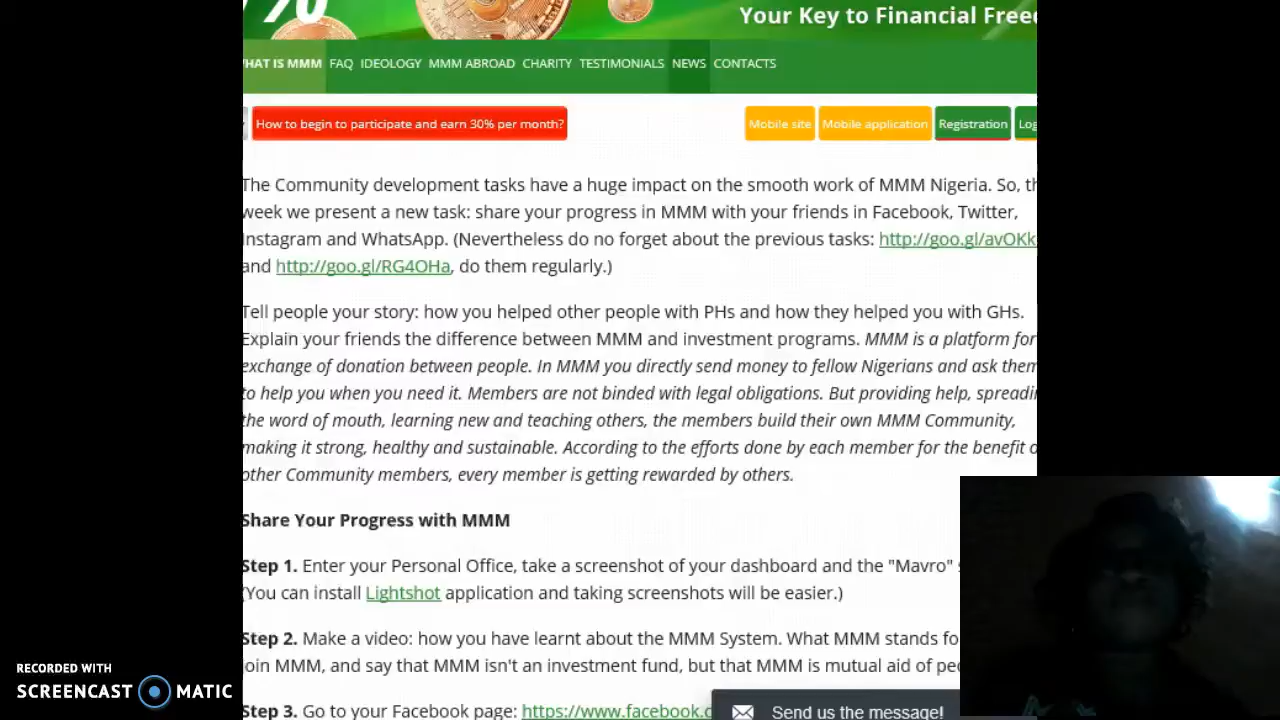 %
Your Key to Financial Freed
HAT IS MMM FAQ IDEOLOGY MMM ABROAD CHARITY TESTIMONIALS NEWS CONTACTS
How to begin to participate and earn 30% per month? Mobile site Mobile application Registration Log
The Community development tasks have a huge impact on the smooth work of MMM Nigeria. So, th
week we present a new task: share your progress in MMM with your friends in Facebook, Twitter,
Instagram and WhatsApp. (Nevertheless do no forget about the previous tasks: http://goo.gl/avOKk
and http://goo.gl/RG4OHa, do them regularly.)
Tell people your story: how you helped other people with PHs and how they helped you with GHs.
Explain your friends the difference between MMM and investment programs. MMM is a platform for
exchange of donation between people. In MMM you directly send money to fellow Nigerians and ask them
to help you when you need it. Members are not binded with legal obligations. But providing help, spreadi
the word of mouth, learning new and teaching others, the members build their own MMM Community,
making it strong, healthy and sustainable. According to the efforts done by each member for the benefit o
other Community members, every member is getting rewarded by others.
Share Your Progress with MMM
Step 1. Enter your Personal Office, take a screenshot of your dashboard and the "Mavro"
(You can install Lightshot application and taking screenshots will be easier.)
Step 2. Make a video: how you have learnt about the MMM System. What MMM stands fo
oin MMM, and say that MMM isn't an investment fund, but that MMM is mutual aid of pe
Step 3. Go to your Facebook page: https://www.facebook.c
Send us the message!
RECORDED WITH
SCREENCAST MATIC